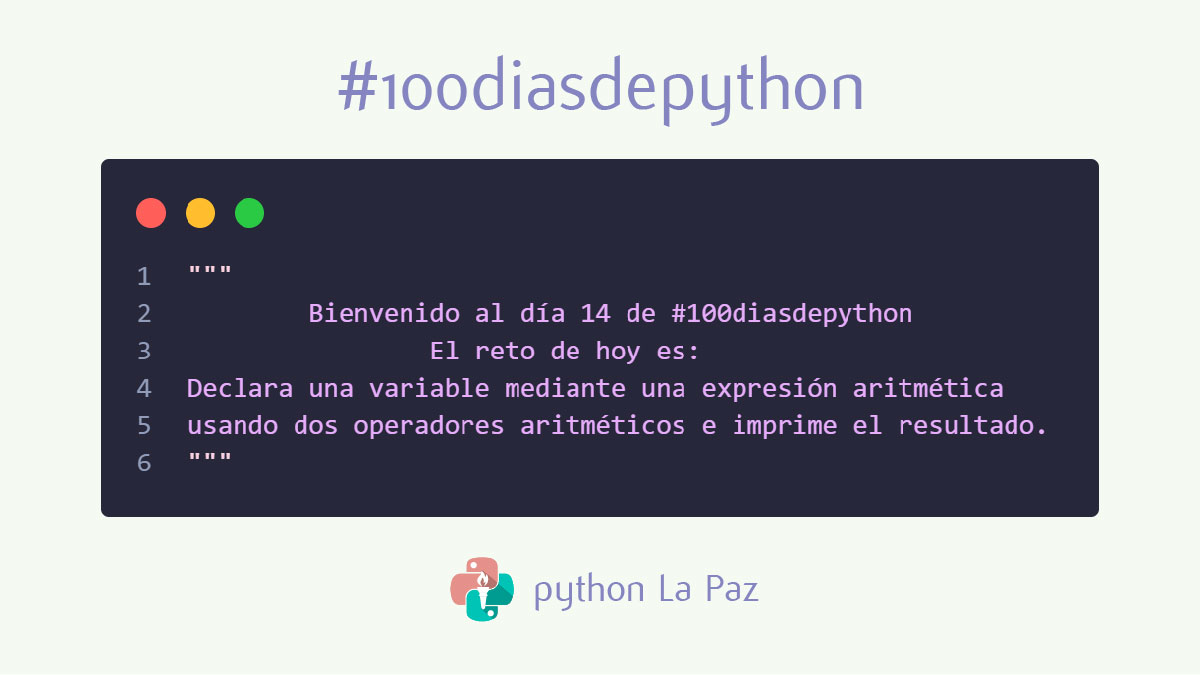 #100diasdepython
1 """
2 Bienvenido al día 14 de #100diasdepython
3 El reto de hoy es:
4 Declara una variable mediante una expresión aritmética
5 usando dos operadores aritméticos e imprime el resultado.
6 """
python La Paz